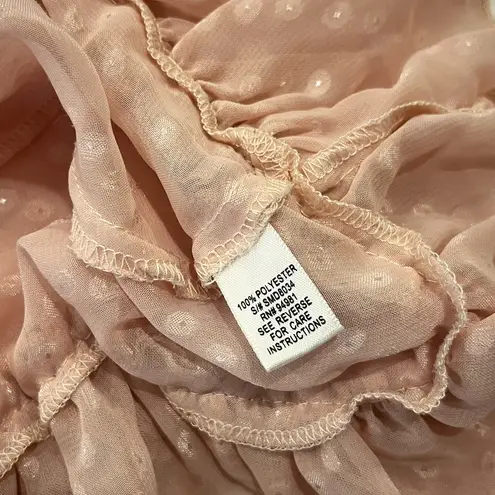 100% POLYESTER
S/# SMD8034
RN# 94981
SEE REVERSE
FOR CARE
INSTRUCTIONS